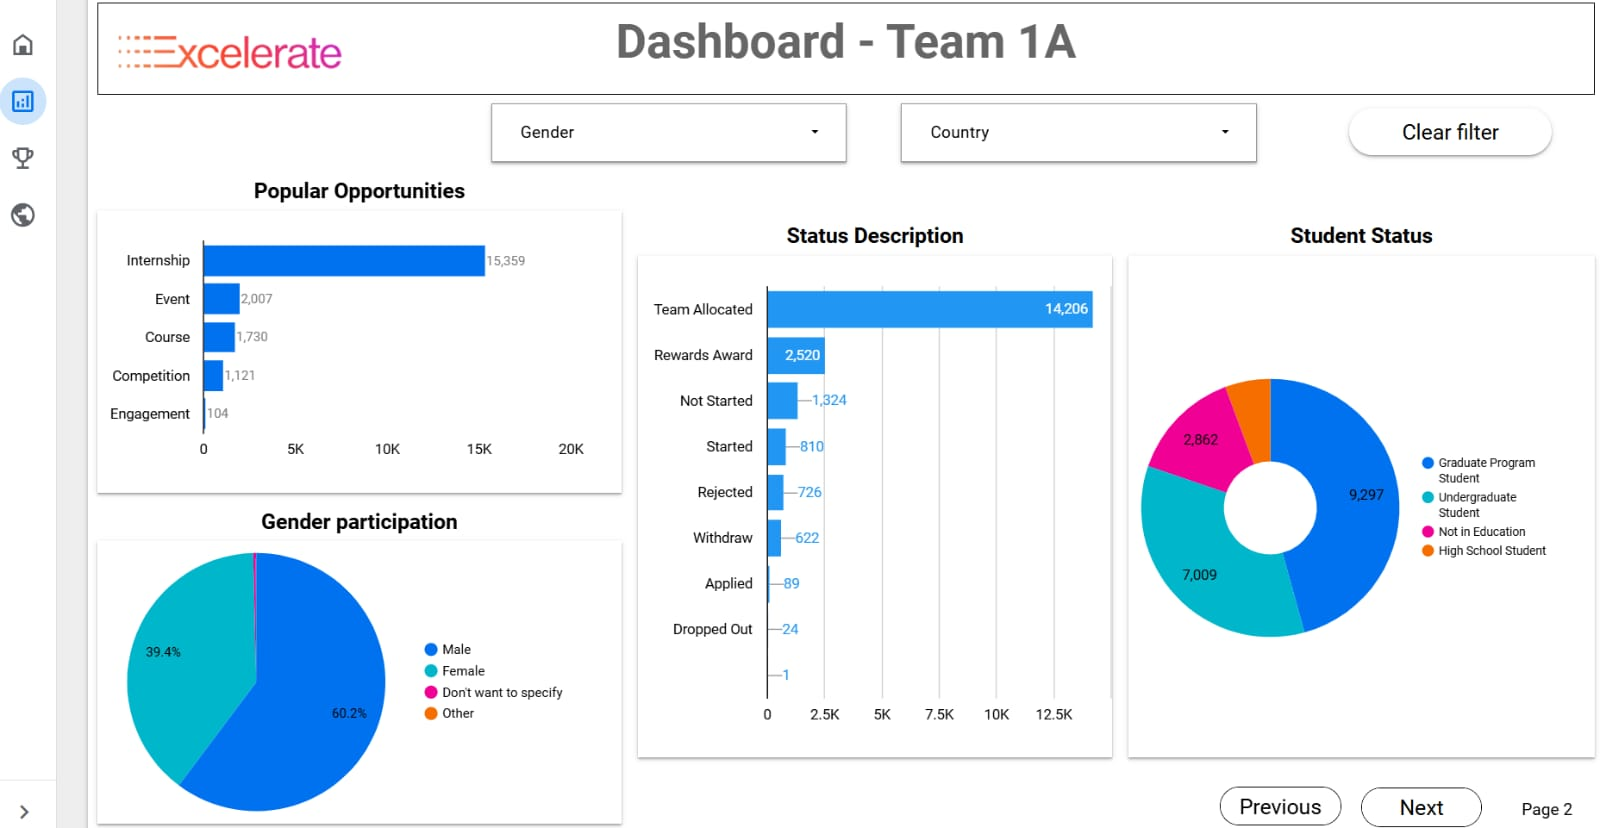 Excelerate
Dashboard - Team 1A
Gender
Country
Clear filter
Popular Opportunities
Internship
15,359
Event
2,007
Course
1,730
Competition
1,121
Engagement
104
0
5K
10K
15K
20K
Gender participation
39.4%
60.2%
Male
Female
Don't want to specify
Other
Status Description
Team Allocated
14,206
Rewards Award
2,520
Not Started
1,324
Started
810
Rejected
726
Withdraw
622
Applied
89
Dropped Out
24
1
0
2.5K
5K
7.5K
10K
12.5K
Student Status
2,862
9,297
7,009
Graduate Program
Student
Undergraduate
Student
Not in Education
High School Student
Previous
Next
Page 2